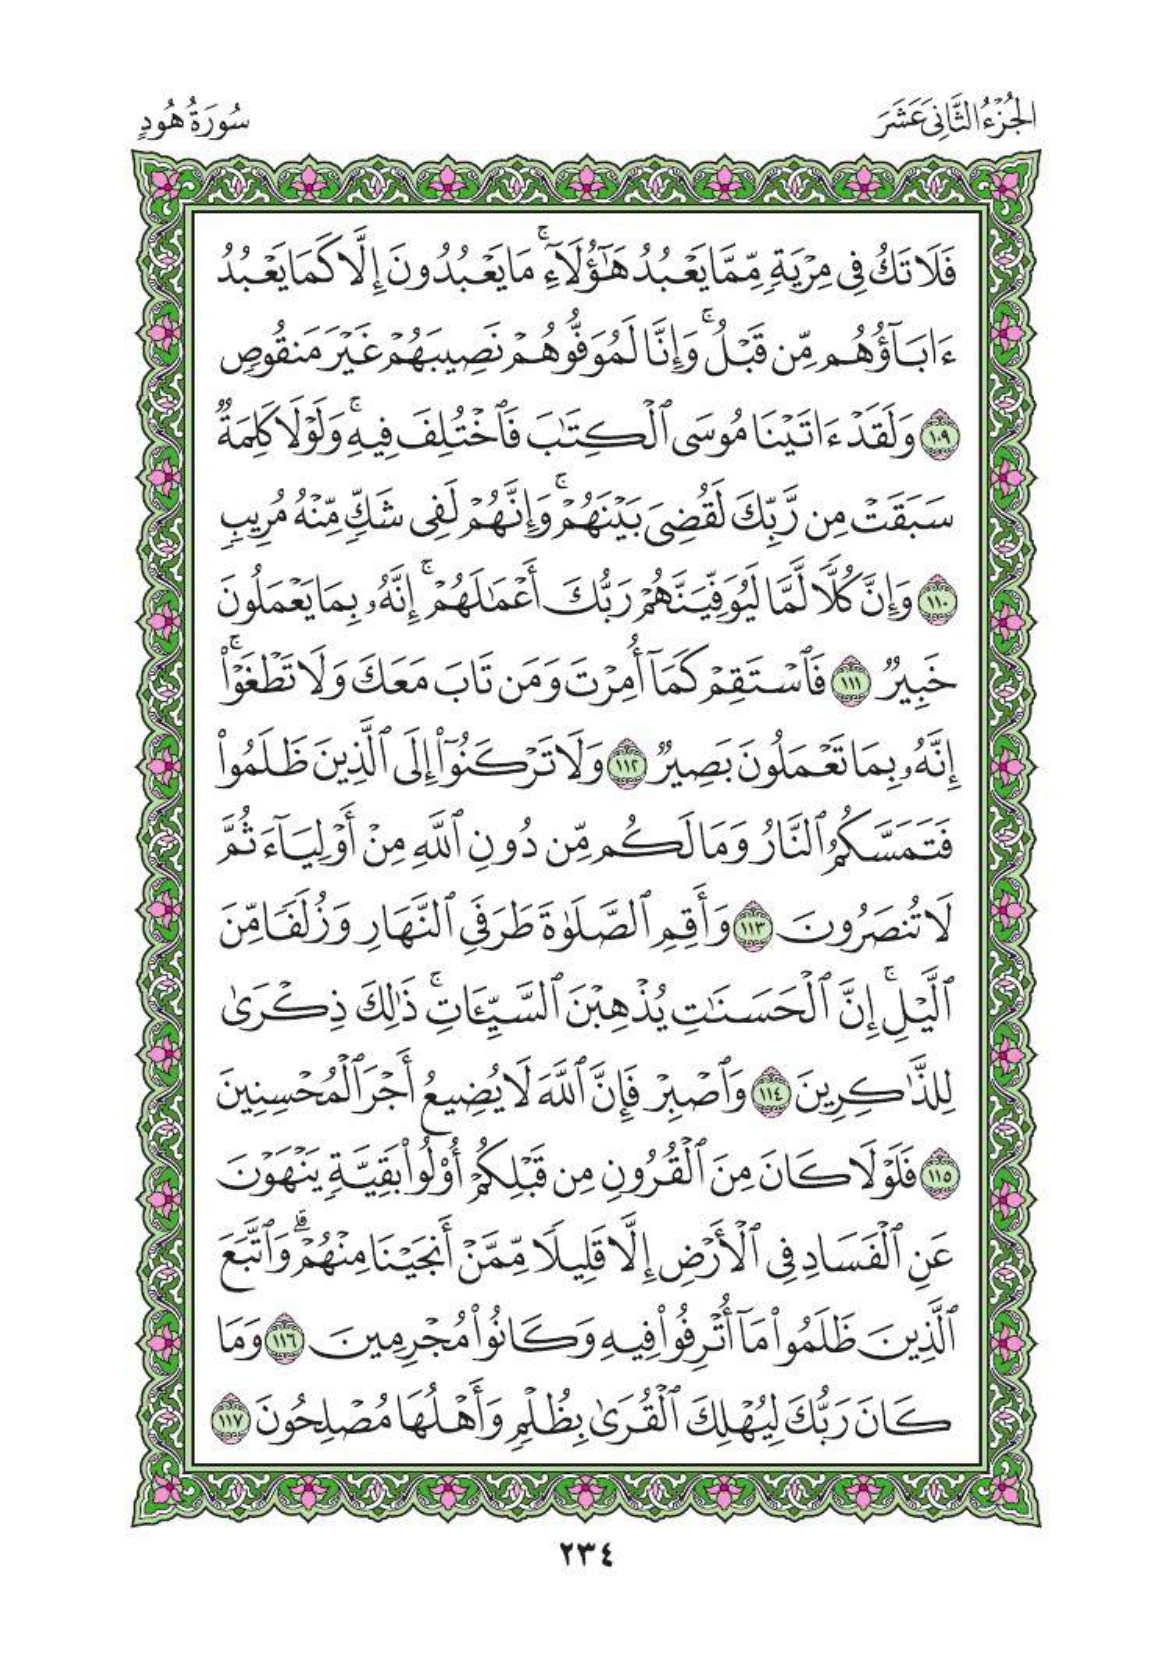 الجُزْءُ الثَّانِيَ عَشَرَ
سُورَةُ هُودٍ
فَلَا تَكُ فِى مِرْيَةٍ مِّمَّا يَعْبُدُ هَٰٓؤُلَآءِ ۚ مَا يَعْبُدُونَ إِلَّا كَمَا يَعْبُدُ
ءَابَآؤُهُم مِّن قَبْلُ ۚ وَإِنَّا لَمُوَفُّوهُمْ نَصِيبَهُمْ غَيْرَ مَنقُوصٍ
١٠٩ وَلَقَدْ ءَاتَيْنَا مُوسَى ٱلْكِتَٰبَ فَٱخْتُلِفَ فِيهِ ۚ وَلَوْلَا كَلِمَةٌ
سَبَقَتْ مِن رَّبِّكَ لَقُضِىَ بَيْنَهُمْ ۚ وَإِنَّهُمْ لَفِى شَكٍّ مِّنْهُ مُرِيبٍ
١١٠ وَإِنَّ كُلًّا لَّمَّا لَيُوَفِّيَنَّهُمْ رَبُّكَ أَعْمَٰلَهُمْ ۚ إِنَّهُۥ بِمَا يَعْمَلُونَ
خَبِيرٌ ١١١ فَٱسْتَقِمْ كَمَآ أُمِرْتَ وَمَن تَابَ مَعَكَ وَلَا تَطْغَوْا۟ ۚ
إِنَّهُۥ بِمَا تَعْمَلُونَ بَصِيرٌ ١١٢ وَلَا تَرْكَنُوٓا۟ إِلَى ٱلَّذِينَ ظَلَمُوا۟
فَتَمَسَّكُمُ ٱلنَّارُ وَمَا لَكُم مِّن دُونِ ٱللَّهِ مِنْ أَوْلِيَآءَ ثُمَّ
لَا تُنصَرُونَ ١١٣ وَأَقِمِ ٱلصَّلَوٰةَ طَرَفَىِ ٱلنَّهَارِ وَزُلَفًا مِّنَ
ٱلَّيْلِ ۚ إِنَّ ٱلْحَسَنَٰتِ يُذْهِبْنَ ٱلسَّيِّـَٔاتِ ۚ ذَٰلِكَ ذِكْرَىٰ
لِلذَّٰكِرِينَ ١١٤ وَٱصْبِرْ فَإِنَّ ٱللَّهَ لَا يُضِيعُ أَجْرَ ٱلْمُحْسِنِينَ
١١٥ فَلَوْلَا كَانَ مِنَ ٱلْقُرُونِ مِن قَبْلِكُمْ أُو۟لُوا۟ بَقِيَّةٍ يَنْهَوْنَ
عَنِ ٱلْفَسَادِ فِى ٱلْأَرْضِ إِلَّا قَلِيلًا مِّمَّنْ أَنجَيْنَا مِنْهُمْ ۗ وَٱتَّبَعَ
ٱلَّذِينَ ظَلَمُوا۟ مَآ أُتْرِفُوا۟ فِيهِ وَكَانُوا۟ مُجْرِمِينَ ١١٦ وَمَا
كَانَ رَبُّكَ لِيُهْلِكَ ٱلْقُرَىٰ بِظُلْمٍ وَأَهْلُهَا مُصْلِحُونَ ١١٧
٢٣٤